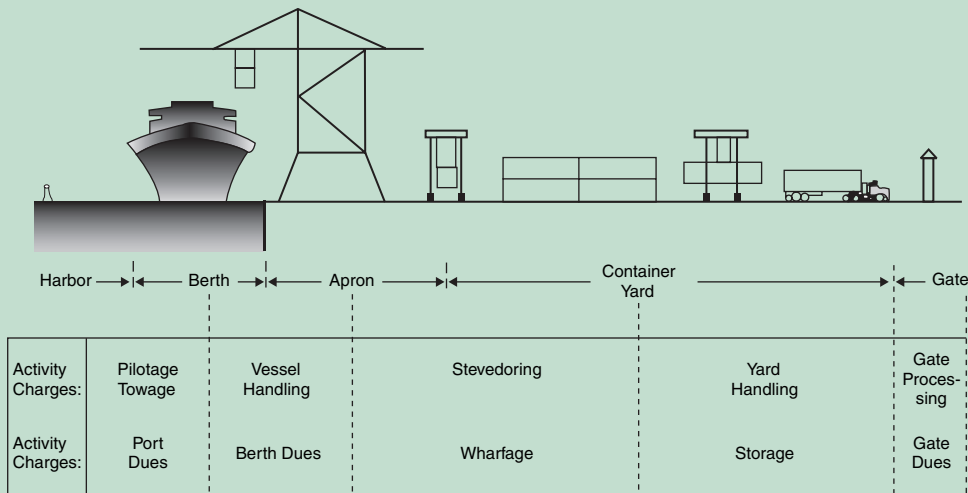 Harbor
Berth
Apron
Container
Yard
Gate
Activity
Charges:
Pilotage
Towage
Vessel
Handling
Stevedoring
Yard
Handling
Gate
Proces-
sing
Activity
Charges:
Port
Dues
Berth Dues
Wharfage
Storage
Gate
Dues